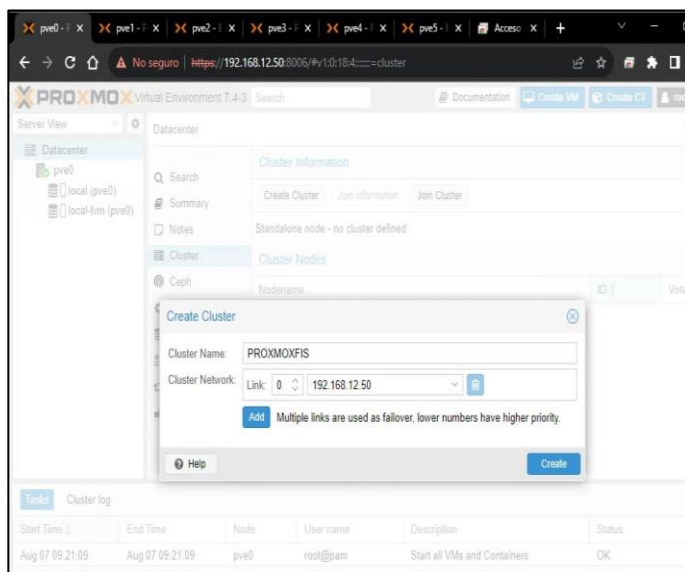 pve0 - P X pve1 - P X pve2 - P X pve3 - P X pve4 - P X pve5 - P X Acceso X +
No seguro | https://192.168.12.50:8006/#v1:0:18:4::::::=cluster
PROXMOX Virtual Environment 7.4-3 Search Documentation Create VM Create CT
Server View Datacenter
Datacenter
pve0
local (pve0)
local-lvm (pve0)
Search
Summary
Notes
Cluster
Ceph
Cluster Information
Create Cluster Join Information Join Cluster
Standalone node - no cluster defined
Cluster Nodes
Nodename ID ↑
Create Cluster
Cluster Name: PROXMOXFIS
Cluster Network: Link: 0 192.168.12.50
Add Multiple links are used as failover, lower numbers have higher priority.
Help Create
Tasks Cluster log
Start Time ↓ End Time Node User name Description Status
Aug 07 09:21:09 Aug 07 09:21:09 pve0 root@pam Start all VMs and Containers OK